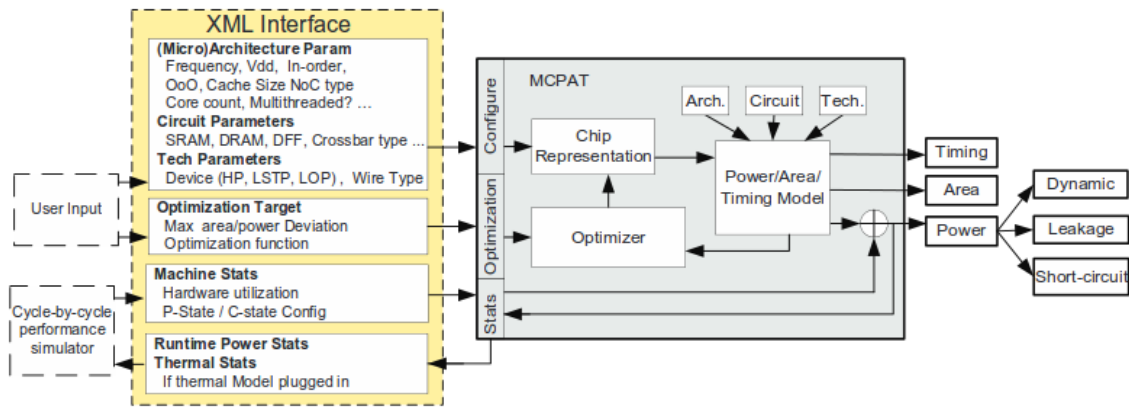 XML Interface
(Micro)Architecture Param
Frequency, Vdd, In-order,
OoO, Cache Size NoC type
Core count, Multithreaded? ...
Circuit Parameters
SRAM, DRAM, DFF, Crossbar type ...
Tech Parameters
Device (HP, LSTP, LOP) , Wire Type
User Input
Optimization Target
Max area/power Deviation
Optimization function
Machine Stats
Hardware utilization
P-State / C-state Config
Cycle-by-cycle
performance
simulator
Runtime Power Stats
Thermal Stats
If thermal Model plugged in
Configure
Optimization
Stats
MCPAT
Arch.
Circuit
Tech.
Chip
Representation
Power/Area/
Timing Model
Optimizer
Timing
Area
Power
Dynamic
Leakage
Short-circuit